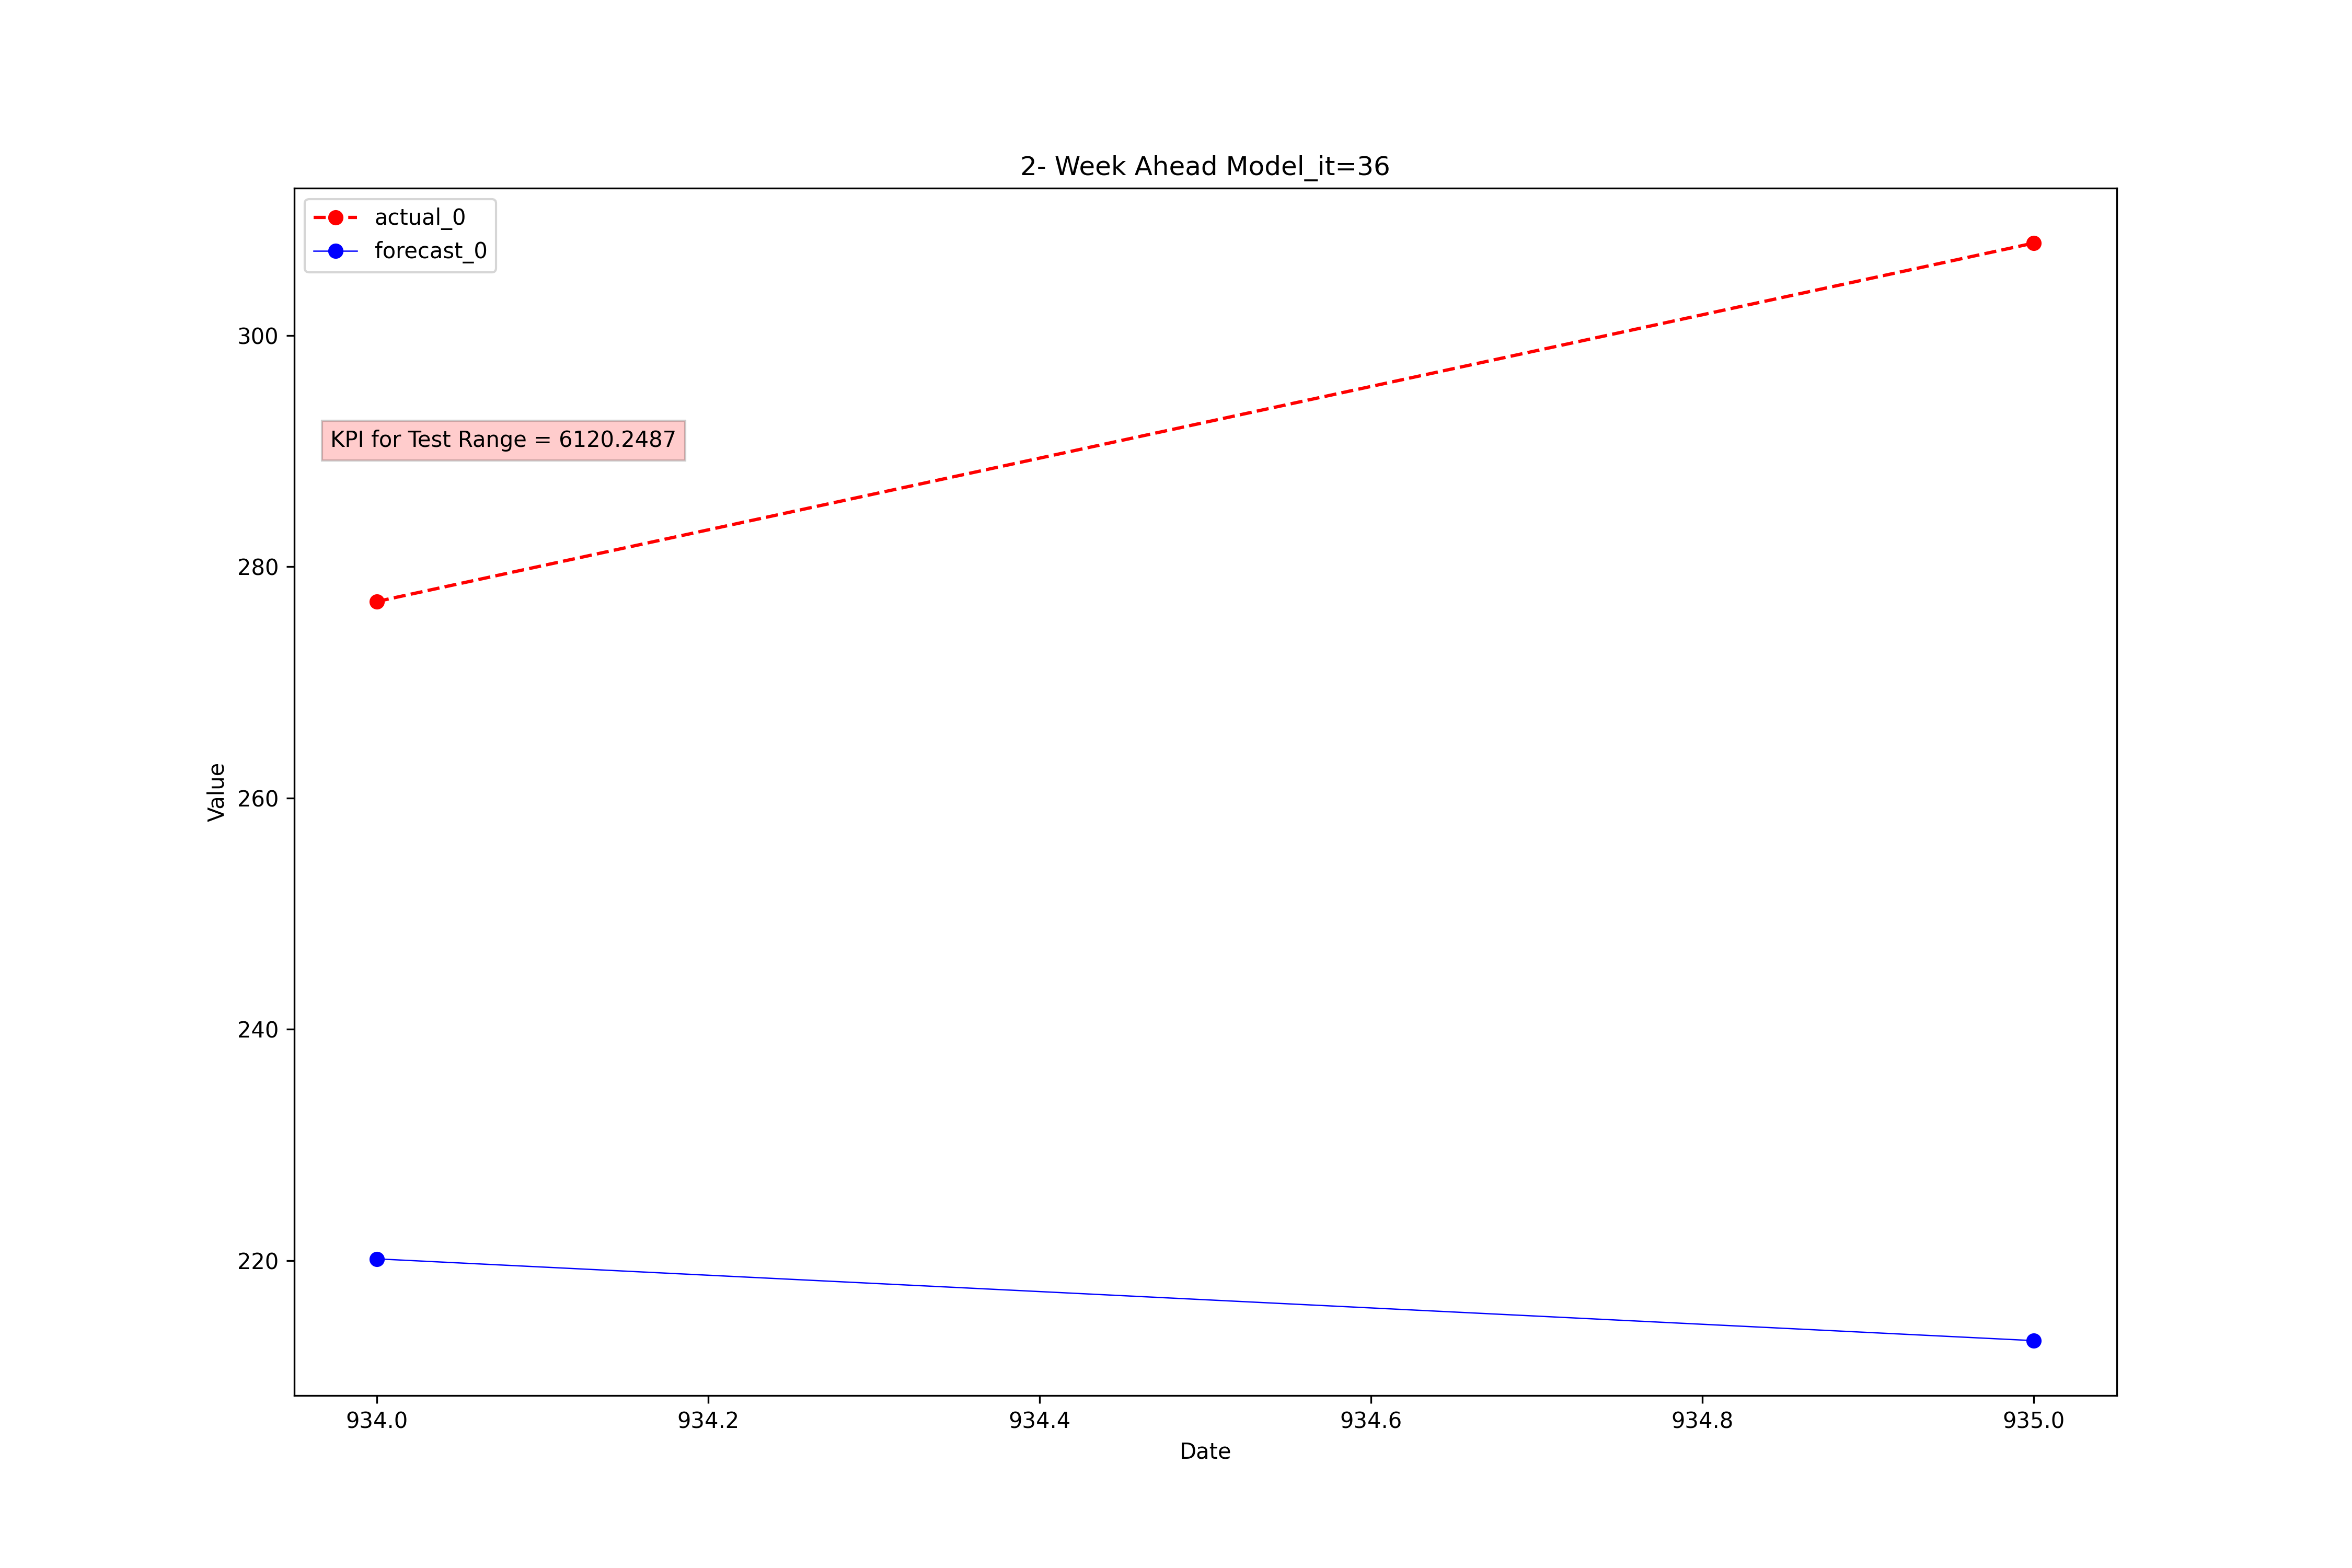 2- Week Ahead Model_it=36
actual_0
forecast_0
KPI for Test Range = 6120.2487
300
280
260
240
220
Value
934.0 934.2 934.4 934.6 934.8 935.0
Date